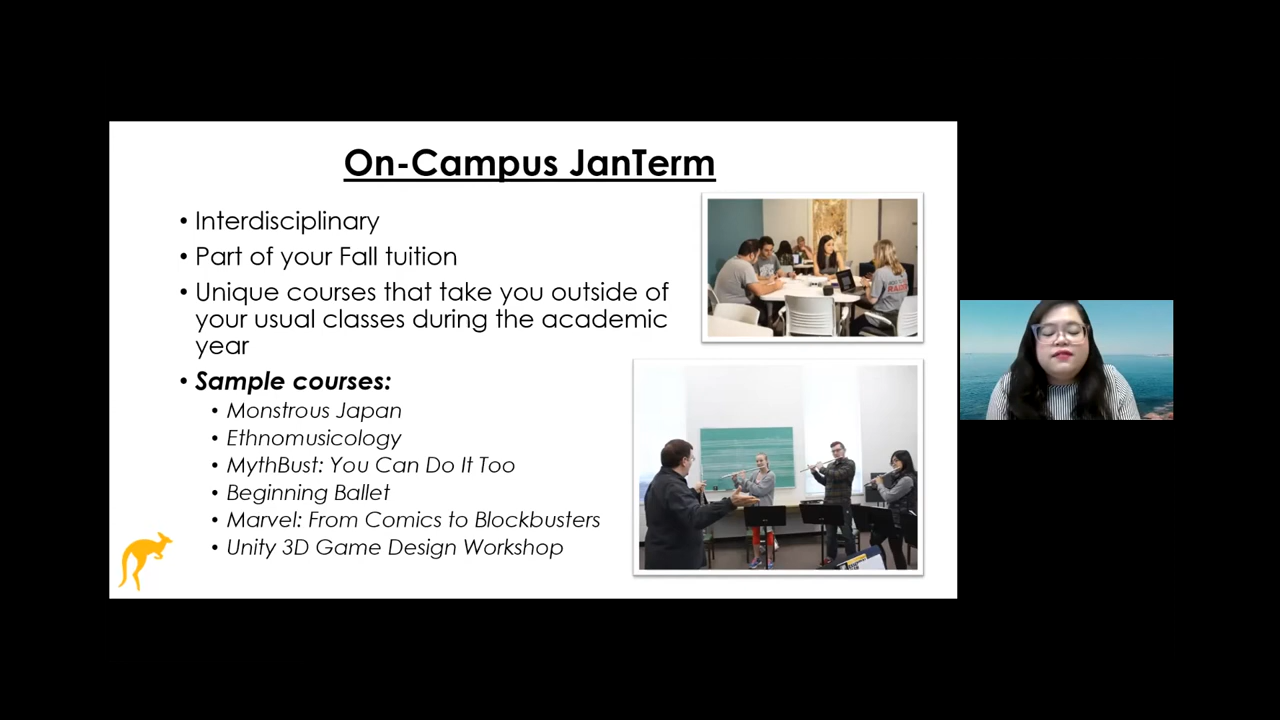 On-Campus JanTerm
• Interdisciplinary
• Part of your Fall tuition
• Unique courses that take you outside of
your usual classes during the academic
year
• Sample courses:
• Monstrous Japan
• Ethnomusicology
• MythBust: You Can Do It Too
• Beginning Ballet
• Marvel: From Comics to Blockbusters
• Unity 3D Game Design Workshop